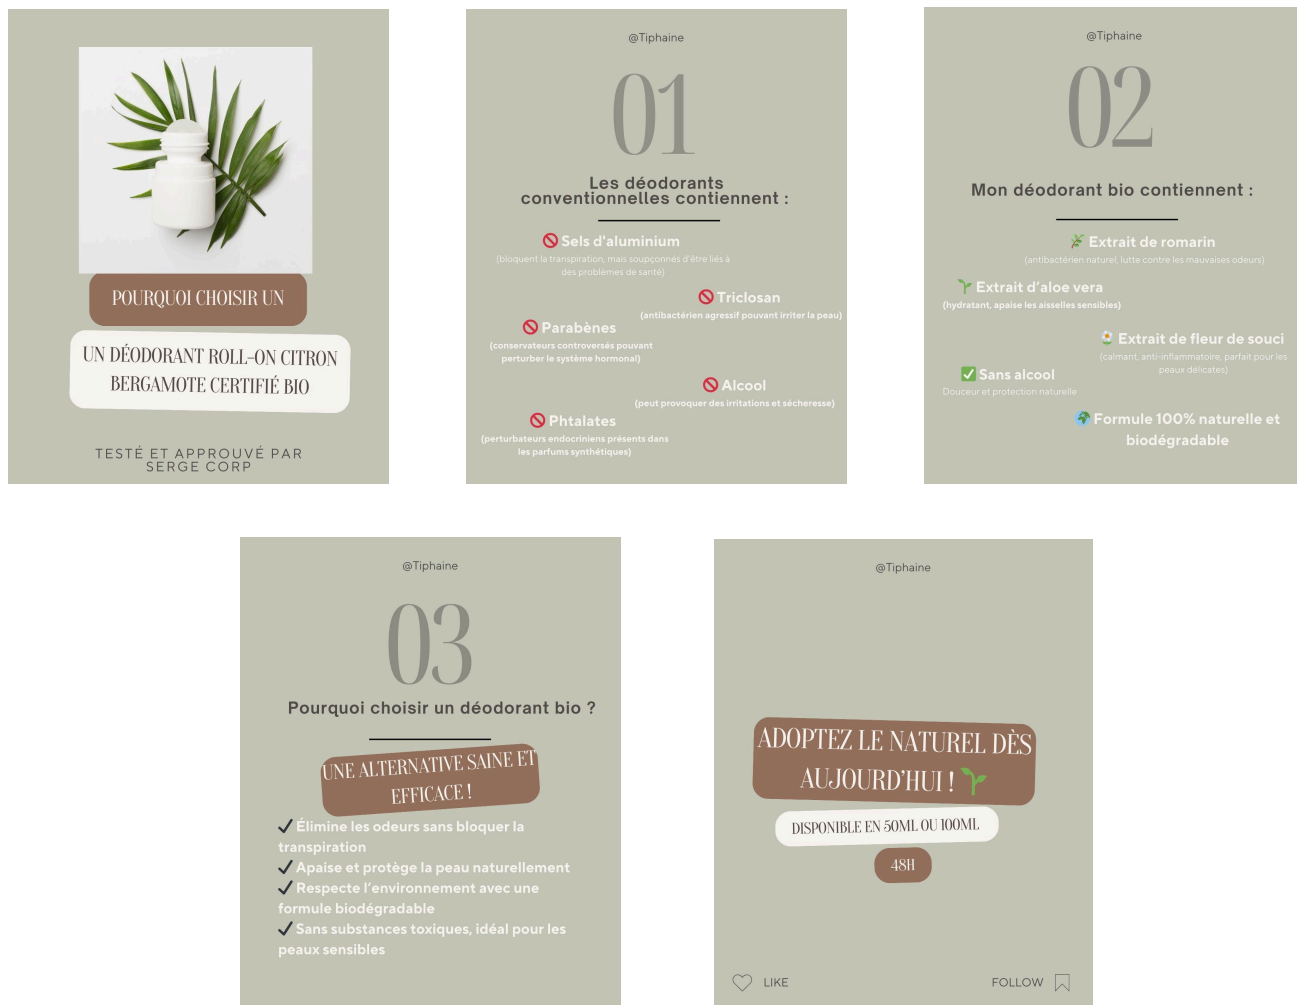 POURQUOI CHOISIR UN
UN DÉODORANT ROLL-ON CITRON
BERGAMOTE CERTIFIÉ BIO
TESTÉ ET APPROUVÉ PAR
SERGE CORP
@Tiphaine
01
Les déodorants
conventionnelles contiennent :
🚫 Sels d'aluminium
(bloquent la transpiration, mais soupçonnés d'être liés à
des problèmes de santé)
🚫 Triclosan
(antibactérien agressif pouvant irriter la peau)
🚫 Parabènes
(conservateurs controversés pouvant
perturber le système hormonal)
🚫 Alcool
(peut provoquer des irritations et sécheresse)
🚫 Phtalates
(perturbateurs endocriniens présents dans
les parfums synthétiques)
@Tiphaine
02
Mon déodorant bio contiennent :
🌿 Extrait de romarin
(antibactérien naturel, lutte contre les mauvaises odeurs)
🌱 Extrait d'aloe vera
(hydratant, apaise les aisselles sensibles)
🌼 Extrait de fleur de souci
(calmant, anti-inflammatoire, parfait pour les
peaux délicates)
✅ Sans alcool
Douceur et protection naturelle
🌍 Formule 100% naturelle et
biodégradable
@Tiphaine
03
Pourquoi choisir un déodorant bio ?
UNE ALTERNATIVE SAINE ET
EFFICACE !
✔ Élimine les odeurs sans bloquer la
transpiration
✔ Apaise et protège la peau naturellement
✔ Respecte l'environnement avec une
formule biodégradable
✔ Sans substances toxiques, idéal pour les
peaux sensibles
@Tiphaine
ADOPTEZ LE NATUREL DÈS
AUJOURD'HUI ! 🌱
DISPONIBLE EN 50ML OU 100ML
48H
LIKE
FOLLOW